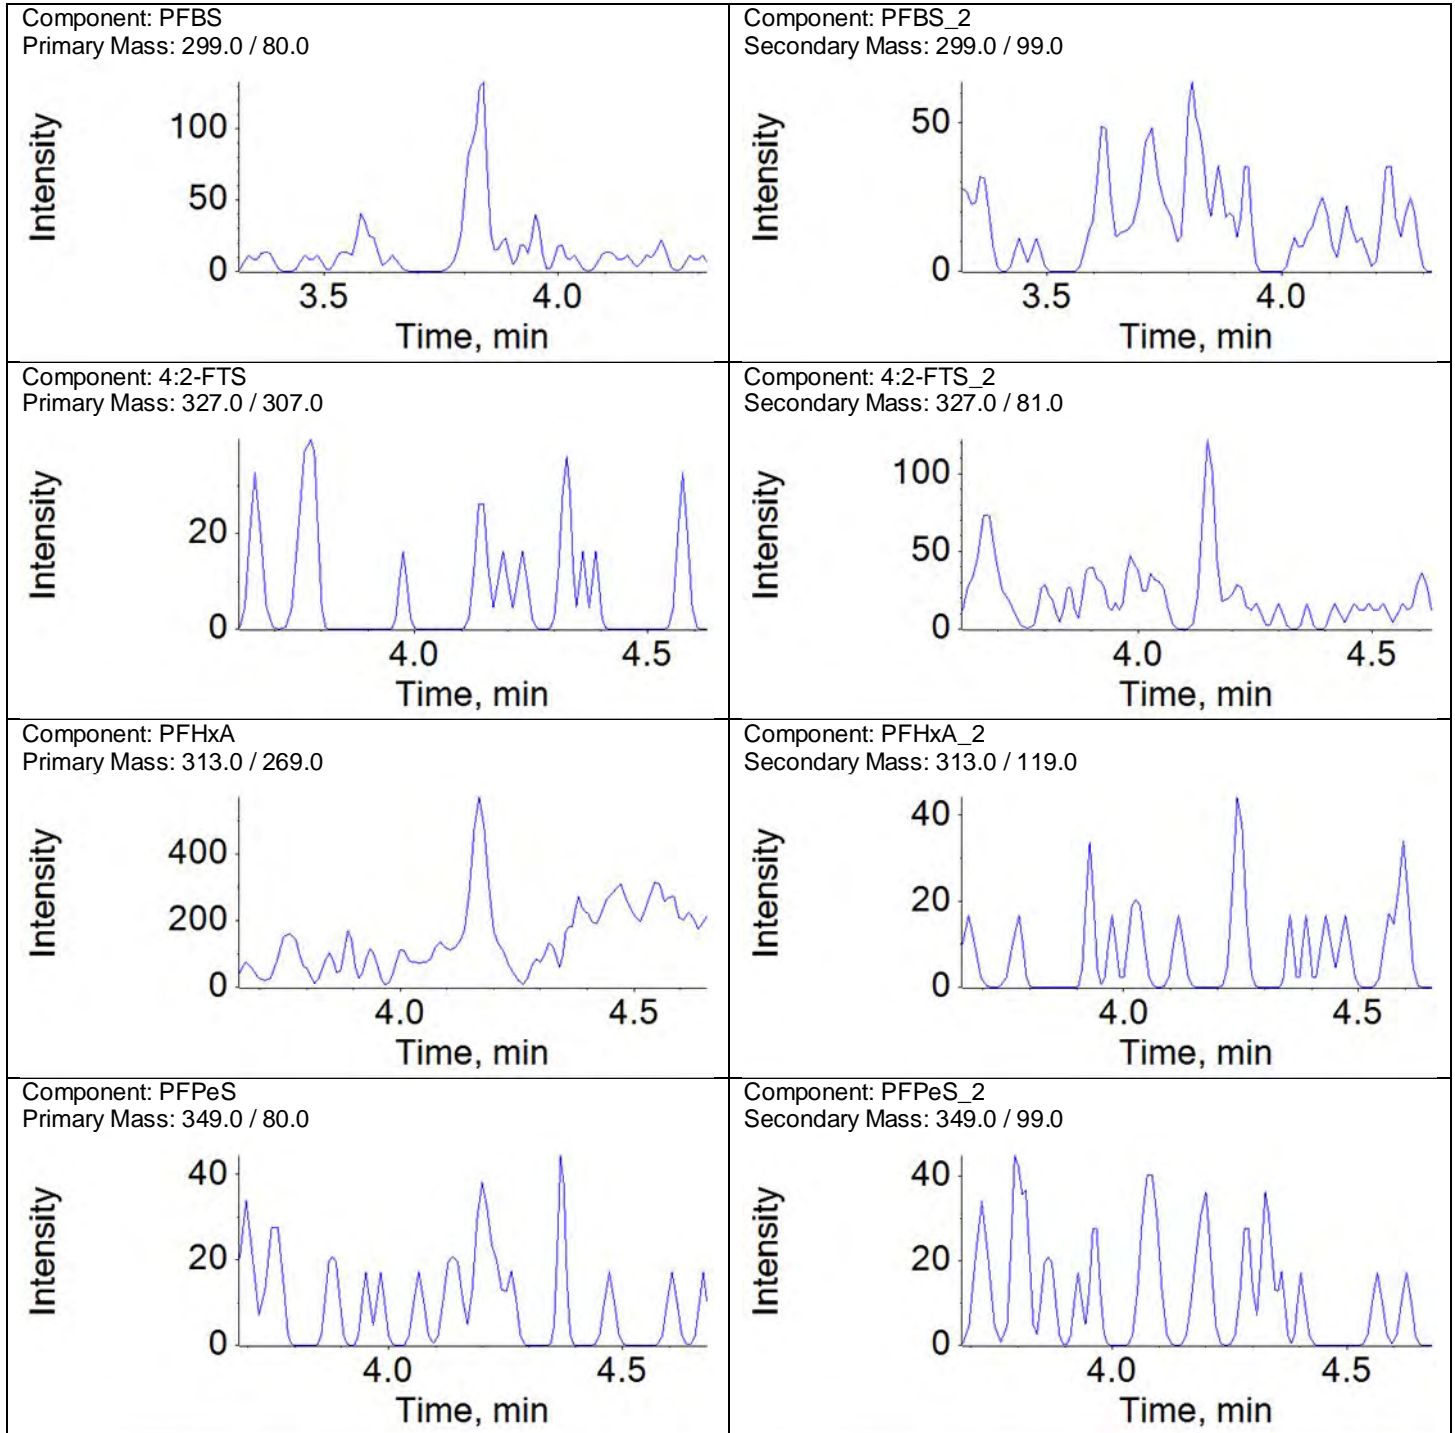 Component: PFBS
Primary Mass: 299.0 / 80.0
Intensity
100
50
0
3.5
4.0
Time, min
Component: PFBS_2
Secondary Mass: 299.0 / 99.0
Intensity
50
0
3.5
4.0
Time, min
Component: 4:2-FTS
Primary Mass: 327.0 / 307.0
Intensity
20
0
4.0
4.5
Time, min
Component: 4:2-FTS_2
Secondary Mass: 327.0 / 81.0
Intensity
100
50
0
4.0
4.5
Time, min
Component: PFHxA
Primary Mass: 313.0 / 269.0
Intensity
400
200
0
4.0
4.5
Time, min
Component: PFHxA_2
Secondary Mass: 313.0 / 119.0
Intensity
40
20
0
4.0
4.5
Time, min
Component: PFPeS
Primary Mass: 349.0 / 80.0
Intensity
40
20
0
4.0
4.5
Time, min
Component: PFPeS_2
Secondary Mass: 349.0 / 99.0
Intensity
40
20
0
4.0
4.5
Time, min